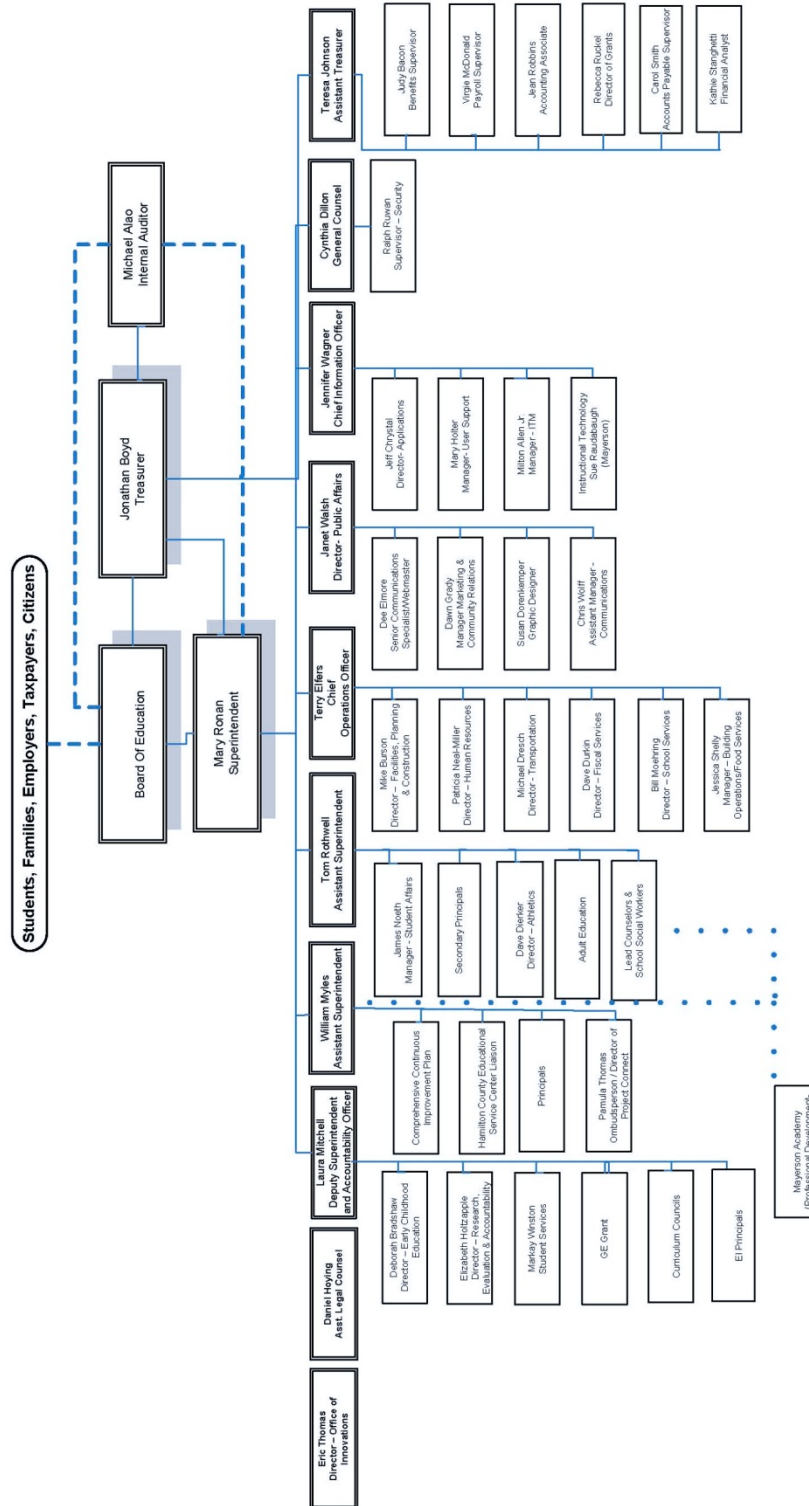 Students, Families, Employers, Taxpayers, Citizens
Board Of Education
Jonathan Boyd
Treasurer
Michael Alao
Internal Auditor
Mary Ronan
Superintendent
Eric Thomas
Director – Office of
Innovations
Daniel Hoying
Asst. Legal Counsel
Laura Mitchell
Deputy Superintendent
and Accountability Officer
William Myles
Assistant Superintendent
Tom Rothwell
Assistant Superintendent
Terry Elfers
Chief
Operations Officer
Janet Walsh
Director- Public Affairs
Jennifer Wagner
Chief Information Officer
Cynthia Dillon
General Counsel
Teresa Johnson
Assistant Treasurer
Deborah Bradshaw
Director – Early Childhood
Education
Elizabeth Holtzapple
Director – Research,
Evaluation & Accountability
Markay Winston
Student Services
GE Grant
Curriculum Councils
EI Principals
Comprehensive Continuous
Improvement Plan
Hamilton County Educational
Service Center Liaison
Principals
Pamula Thomas
Ombudsperson / Director of
Project Connect
James Noeth
Manager - Student Affairs
Secondary Principals
Dave Dierker
Director – Athletics
Adult Education
Lead Counselors &
School Social Workers
Mayerson Academy
(Professional Development-
Mike Burson
Director – Facilities, Planning
& Construction
Patricia Neal-Miller
Director – Human Resources
Michael Dresch
Director - Transportation
Dave Durkin
Director – Fiscal Services
Bill Moehring
Director – School Services
Jessica Shelly
Manager – Building
Operations/Food Services
Dee Elmore
Senior Communications
Specialist/Webmaster
Dawn Grady
Manager Marketing &
Community Relations
Susan Dorenkemper
Graphic Designer
Chris Wolff
Assistant Manager -
Communications
Jeff Chrystal
Director- Applications
Mary Holter
Manager- User Support
Milton Allen Jr.
Manager - ITM
Instructional Technology
Sue Raudabaugh
(Mayerson)
Ralph Ruwan
Supervisor – Security
Judy Bacon
Benefits Supervisor
Virgie McDonald
Payroll Supervisor
Jean Robbins
Accounting Associate
Rebecca Ruckel
Director of Grants
Carol Smith
Accounts Payable Supervisor
Kathie Stanghetti
Financial Analyst